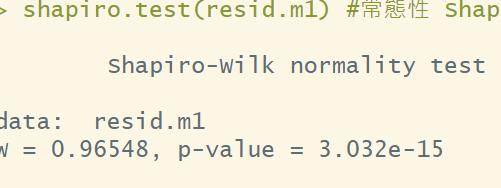 > shapiro.test(resid.m1) #常態性 Shap
Shapiro-Wilk normality test
data:  resid.m1
W = 0.96548, p-value = 3.032e-15